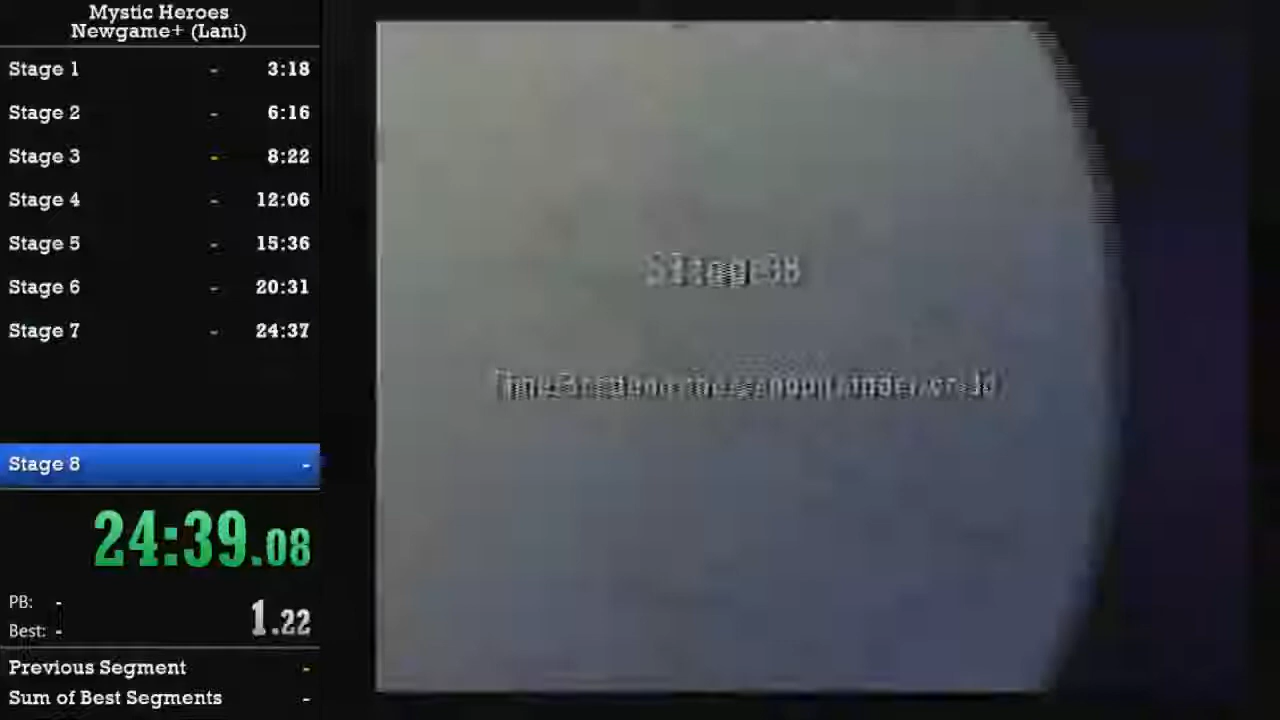 Mystic Heroes
Newgame+ (Lani)
Stage 1 - 3:18
Stage 2 - 6:16
Stage 3 - 8:22
Stage 4 - 12:06
Stage 5 - 15:36
Stage 6 - 20:31
Stage 7 - 24:37
Stage 8 -
24:39.08
PB: -
Best: -
1.22
Previous Segment -
Sum of Best Segments -